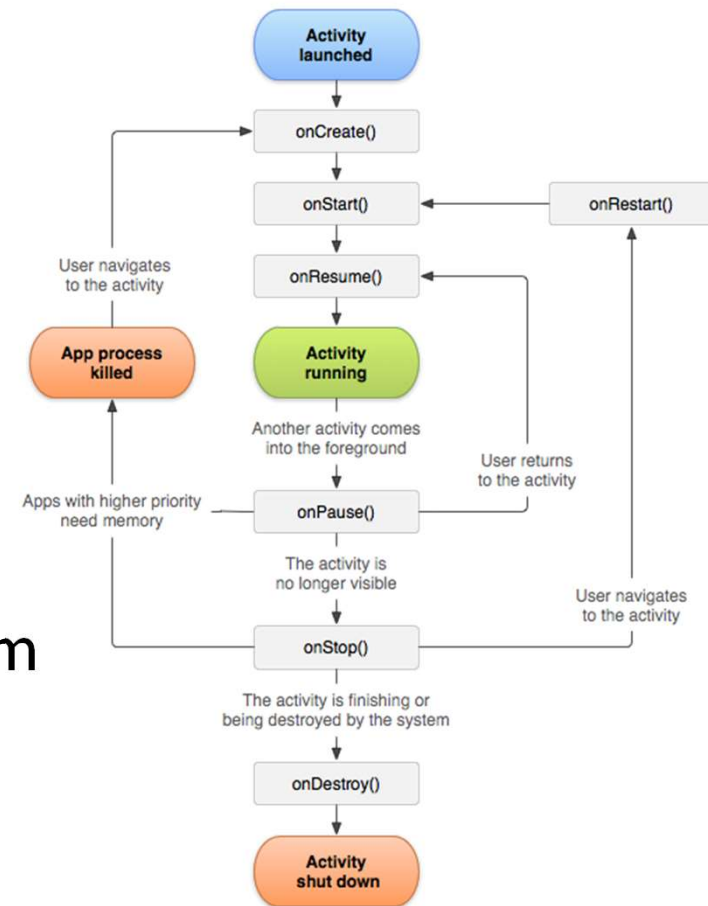 Activity
launched
onCreate()
onStart()
onRestart()
User navigates
to the activity
onResume()
App process
killed
Activity
running
Another activity comes
into the foreground
User returns
to the activity
Apps with higher priority
need memory
onPause()
The activity is
no longer visible
User navigates
to the activity
m
onStop()
The activity is finishing or
being destroyed by the system
onDestroy()
Activity
shut down